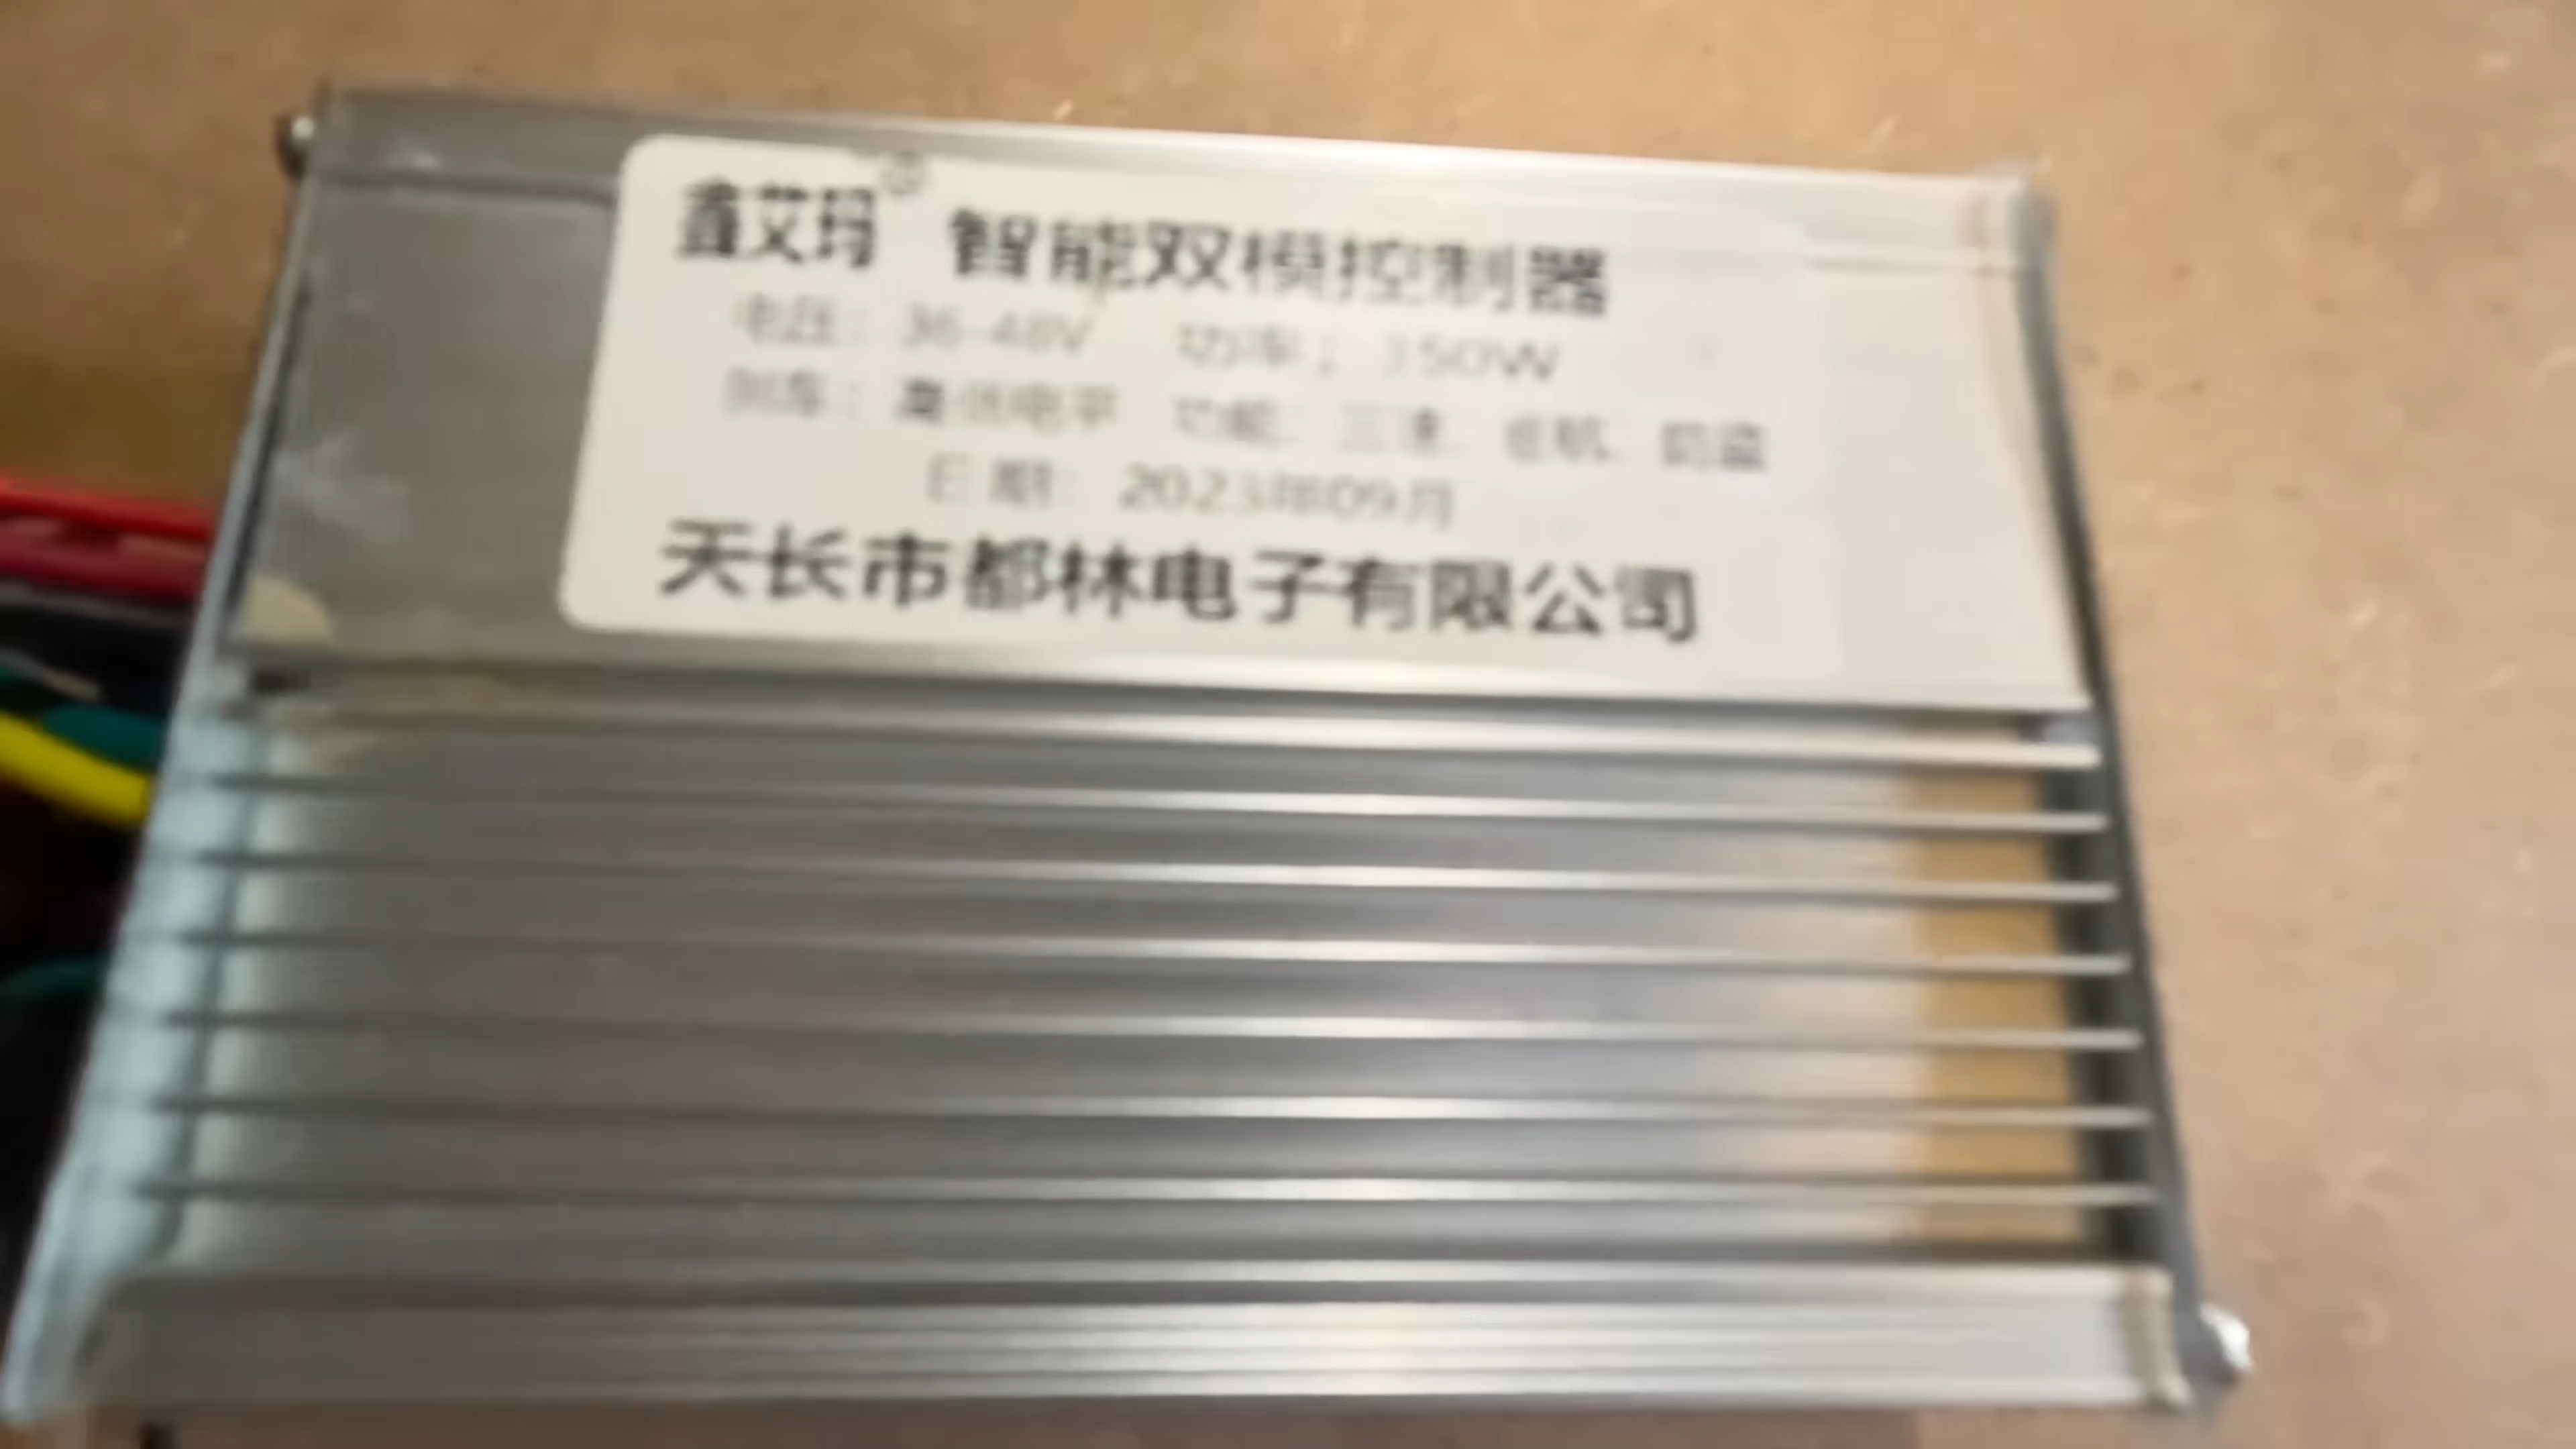 鑫艾玛® 智能双模控制器
电压：36-48V 功率；350W
刹车：高低电平 功能：三速、巡航、防盗
日期：2023年09月
天长市都林电子有限公司